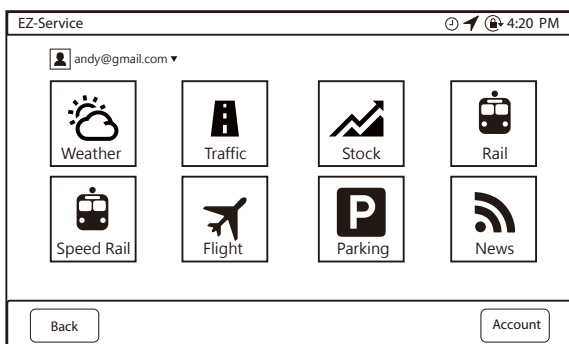 EZ-Service 4:20 PM
andy@gmail.com
Weather Traffic Stock Rail
Speed Rail Flight P Parking News
Back Account